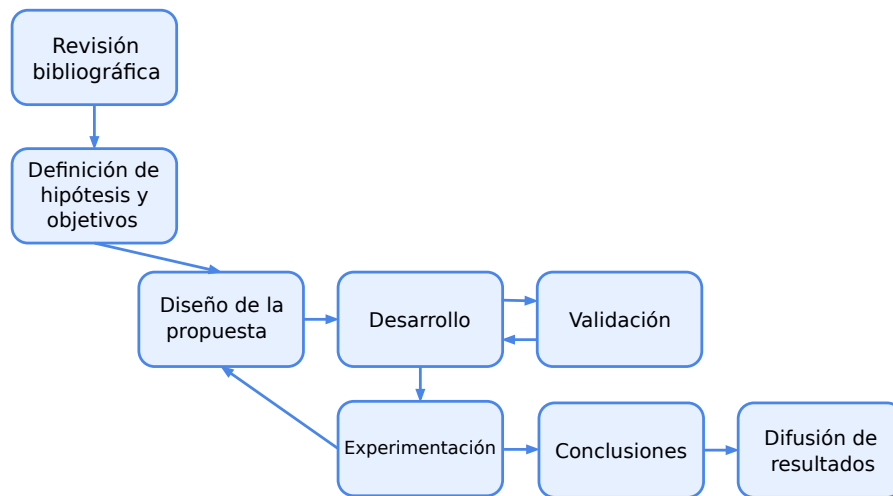 Revisión
bibliográfica
Definición de
hipótesis y
objetivos
Diseño de la
propuesta
Desarrollo
Validación
Experimentación
Conclusiones
Difusión de
resultados